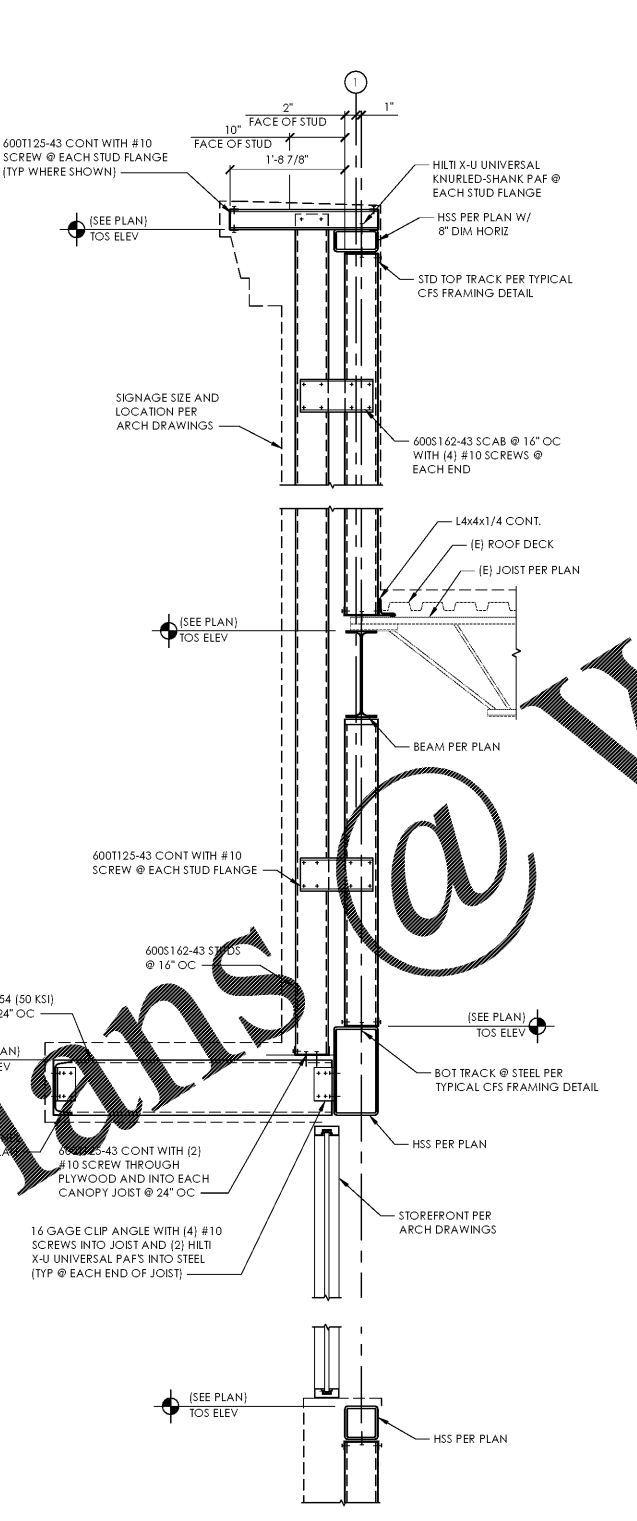 1
2"
FACE OF STUD
1"
10"
FACE OF STUD
1'-8 7/8"
600T125-43 CONT WITH #10
SCREW @ EACH STUD FLANGE
(TYP WHERE SHOWN)
HILTI X-U UNIVERSAL
KNURLED-SHANK PAF @
EACH STUD FLANGE
(SEE PLAN)
TOS ELEV
HSS PER PLAN W/
8" DIM HORIZ
STD TOP TRACK PER TYPICAL
CFS FRAMING DETAIL
SIGNAGE SIZE AND
LOCATION PER
ARCH DRAWINGS
600S162-43 SCAB @ 16" OC
WITH (4) #10 SCREWS @
EACH END
L4x4x1/4 CONT.
(E) ROOF DECK
(E) JOIST PER PLAN
(SEE PLAN)
TOS ELEV
BEAM PER PLAN
600T125-43 CONT WITH #10
SCREW @ EACH STUD FLANGE
600S162-43 STUDS
@ 16" OC
54 (50 KSI)
24" OC
(SEE PLAN)
TOS ELEV
BOT TRACK @ STEEL PER
TYPICAL CFS FRAMING DETAIL
HSS PER PLAN
600T125-43 CONT WITH (2)
#10 SCREW THROUGH
PLYWOOD AND INTO EACH
CANOPY JOIST @ 24" OC
STOREFRONT PER
ARCH DRAWINGS
16 GAGE CLIP ANGLE WITH (4) #10
SCREWS INTO JOIST AND (2) HILTI
X-U UNIVERSAL PAF'S INTO STEEL
(TYP @ EACH END OF JOIST)
(SEE PLAN)
TOS ELEV
HSS PER PLAN
ans @